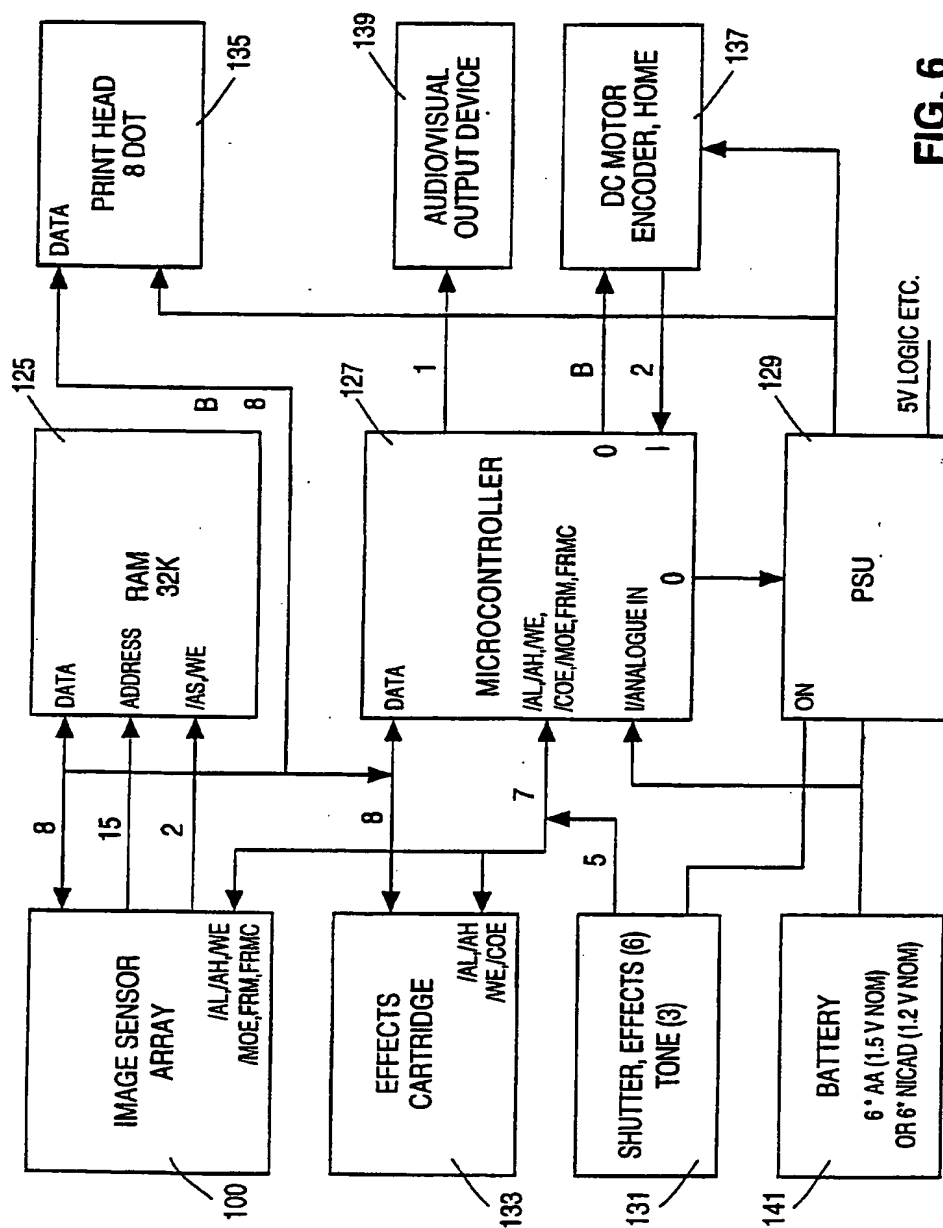 100
IMAGE SENSOR
ARRAY
/AL,/AH,/WE
/MOE,FRM,FRMC
8
15
2
DATA
ADDRESS
/AS,/WE
RAM
32K
125
B
8
DATA
PRINT HEAD
8 DOT
135
133
EFFECTS
CARTRIDGE
/AL,/AH
/WE,/COE
8
7
DATA
MICROCONTROLLER
/AL,/AH,/WE,
/COE,/MOE,FRM,FRMC
I/ANALOGUE IN
O
O
I
127
1
B
2
AUDIO/VISUAL
OUTPUT DEVICE
139
DC MOTOR
ENCODER, HOME
137
131
SHUTTER, EFFECTS (6)
TONE (3)
5
141
BATTERY
6* AA (1.5 V NOM)
OR 6* NICAD (1.2 V NOM)
ON
PSU
129
5V LOGIC ETC.
FIG. 6